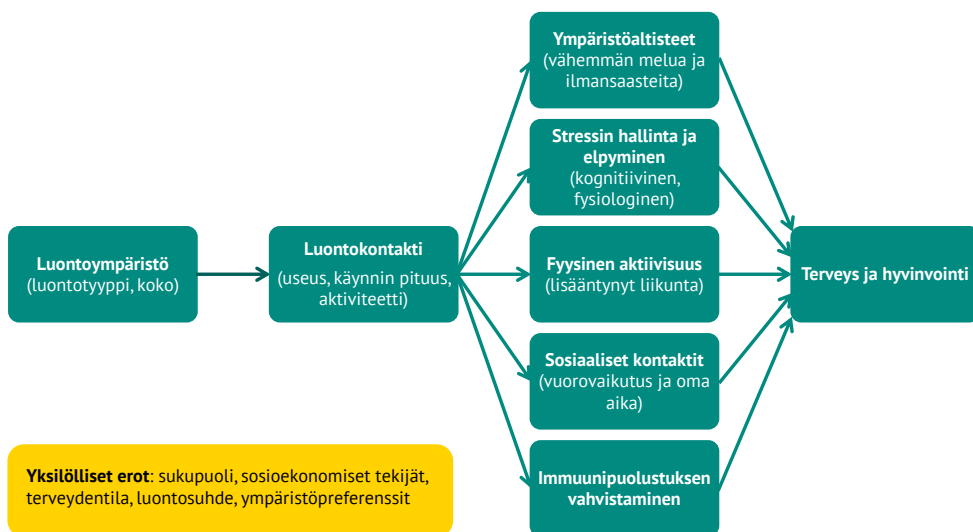 Luontoympäristö
(luontotyyppi, koko)
Luontokontakti
(useus, käynnin pituus,
aktiviteetti)
Ympäristöaltisteet
(vähemmän melua ja
ilmansaasteita)
Stressin hallinta ja
elpyminen
(kognitiivinen,
fysiologinen)
Fyysinen aktiivisuus
(lisääntynyt liikunta)
Sosiaaliset kontaktit
(vuorovaikutus ja oma
aika)
Immuunipuolustuksen
vahvistaminen
Terveys ja hyvinvointi
Yksilölliset erot: sukupuoli, sosioekonomiset tekijät,
terveydentila, luontosuhde, ympäristöpreferenssit